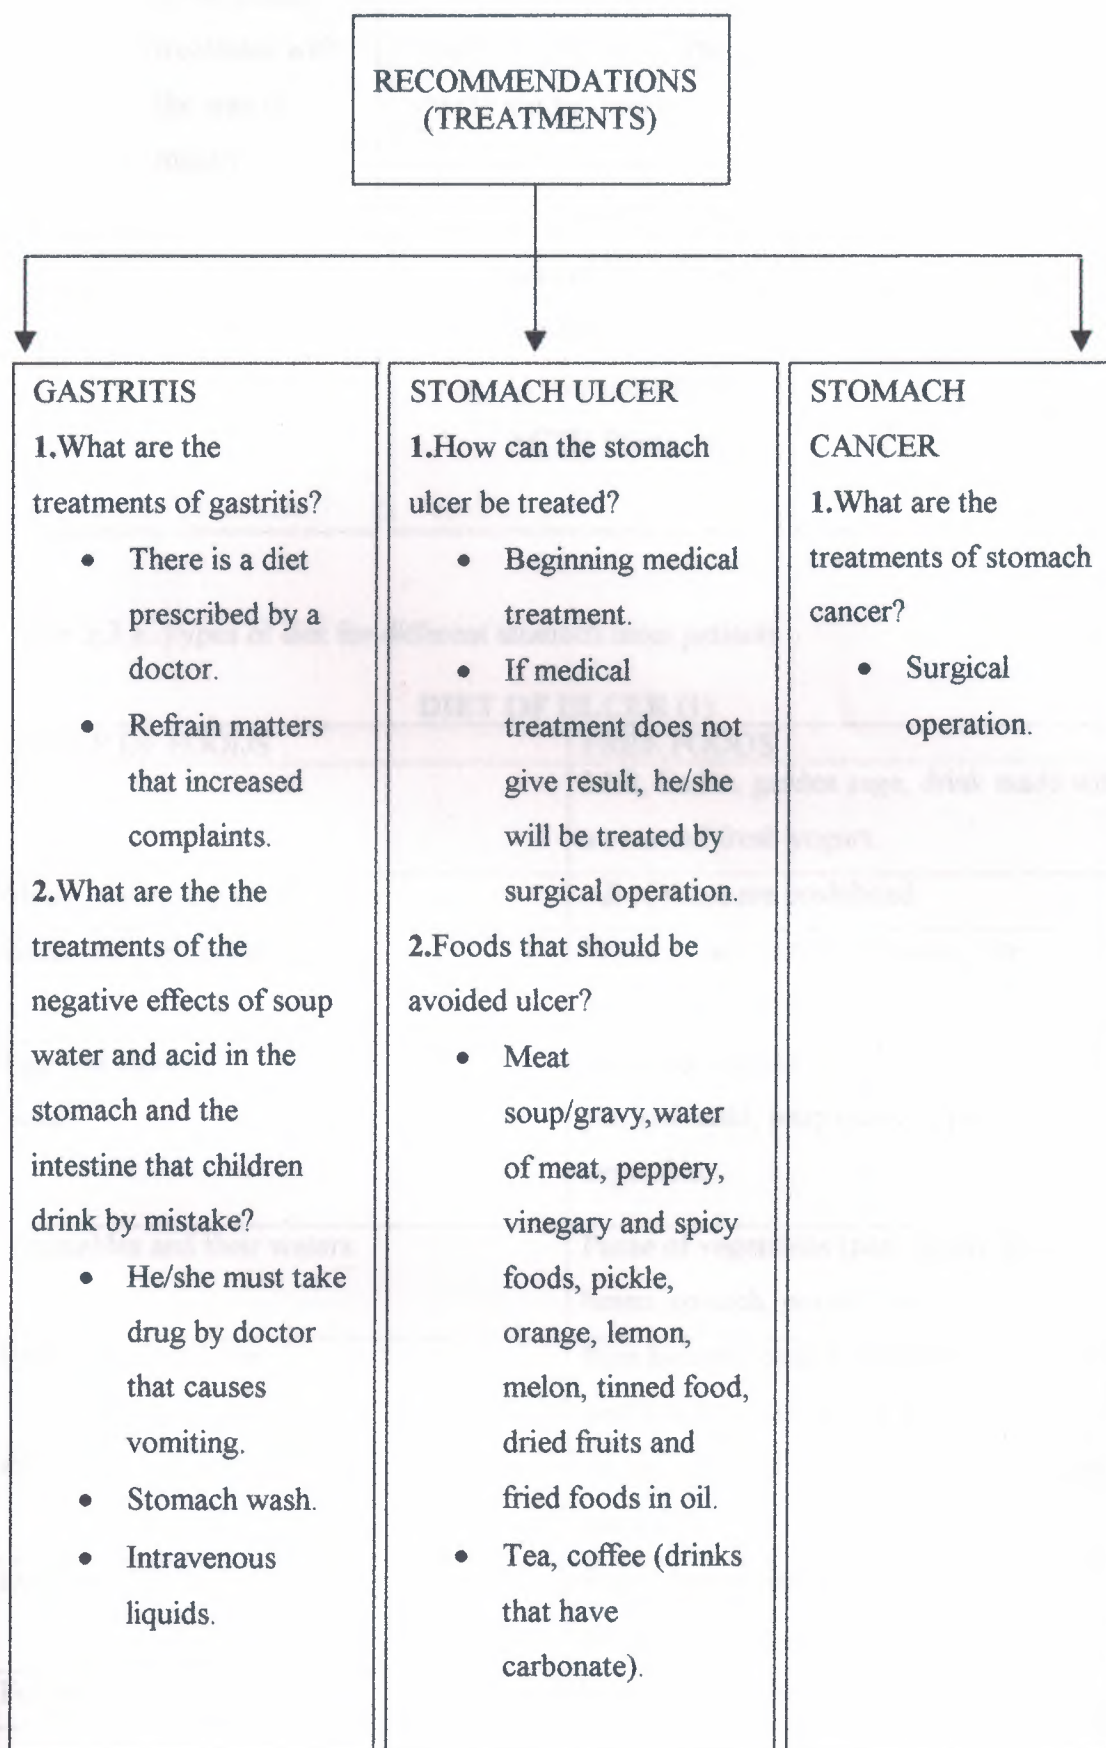 RECOMMENDATIONS
(TREATMENTS)
GASTRITIS
1.What are the
treatments of gastritis?
• There is a diet
prescribed by a
doctor.
• Refrain matters
that increased
complaints.
2.What are the the
treatments of the
negative effects of soup
water and acid in the
stomach and the
intestine that children
drink by mistake?
• He/she must take
drug by doctor
that causes
vomiting.
• Stomach wash.
• Intravenous
liquids.
STOMACH ULCER
1.How can the stomach
ulcer be treated?
• Beginning medical
treatment.
• If medical
treatment does not
give result, he/she
will be treated by
surgical operation.
2.Foods that should be
avoided ulcer?
• Meat
soup/gravy,water
of meat, peppery,
vinegary and spicy
foods, pickle,
orange, lemon,
melon, tinned food,
dried fruits and
fried foods in oil.
• Tea, coffee (drinks
that have
carbonate).
STOMACH
CANCER
1.What are the
treatments of stomach
cancer?
• Surgical
operation.